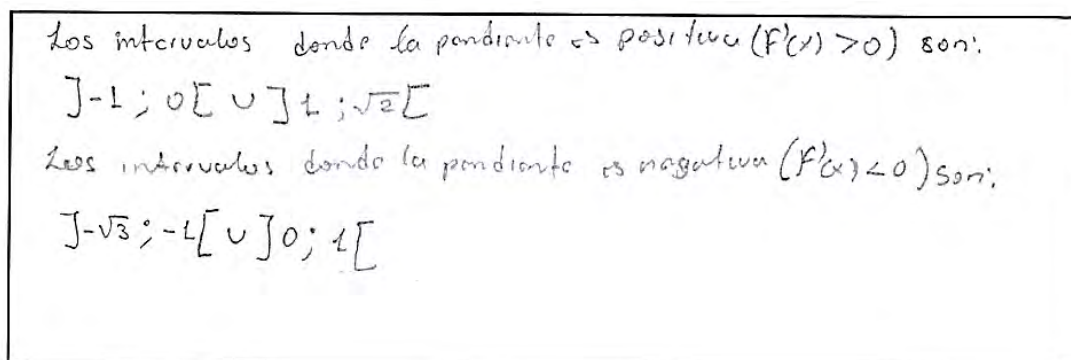 Los intervalos donde la pendiente es positiva (F'(x) >0) son:
]-1 ; 0[ ∪ ]1 ; √2[
Los intervalos donde la pendiente es negativa (F'(x) <0) son:
]-√3 ; -1[ ∪ ]0 ; 1[